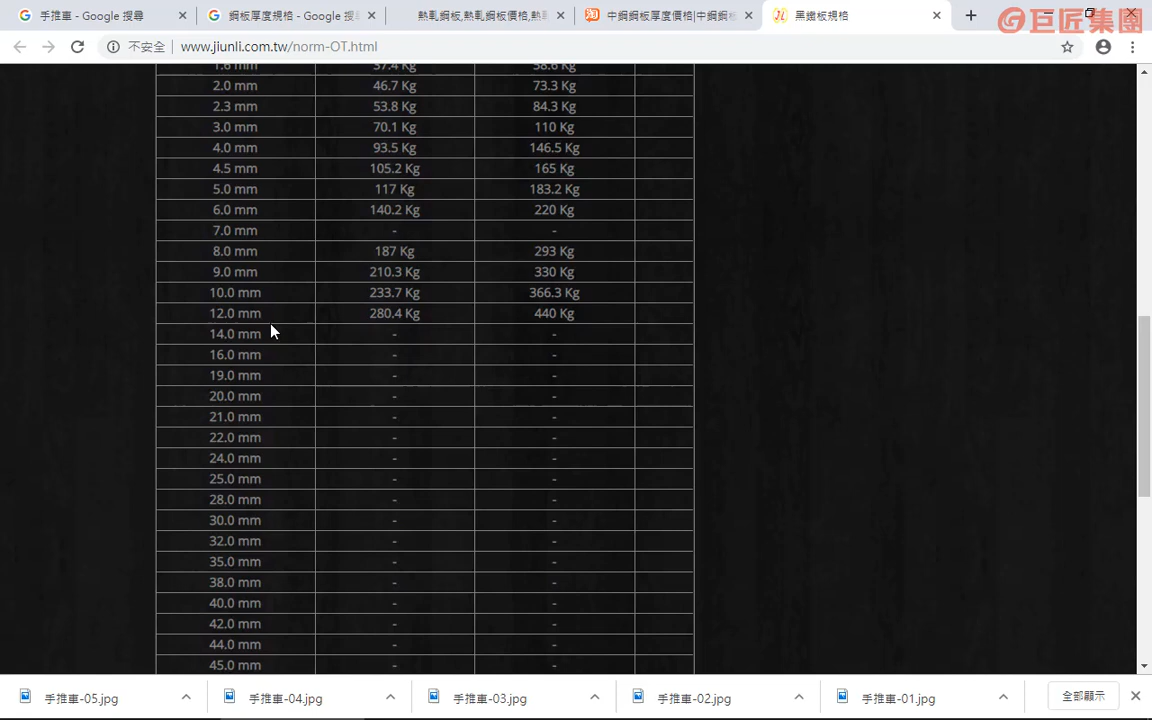 手推車 - Google 搜尋
鋼板厚度規格 - Google 搜尋
熱軋鋼板,熱軋鋼板價格,熱
中鋼鋼板厚度價格|中鋼鋼板
黑鐵板規格
巨匠集團
不安全
www.jiunli.com.tw/norm-OT.html
1.6 mm 37.4 Kg 58.6 Kg
2.0 mm 46.7 Kg 73.3 Kg
2.3 mm 53.8 Kg 84.3 Kg
3.0 mm 70.1 Kg 110 Kg
4.0 mm 93.5 Kg 146.5 Kg
4.5 mm 105.2 Kg 165 Kg
5.0 mm 117 Kg 183.2 Kg
6.0 mm 140.2 Kg 220 Kg
7.0 mm - -
8.0 mm 187 Kg 293 Kg
9.0 mm 210.3 Kg 330 Kg
10.0 mm 233.7 Kg 366.3 Kg
12.0 mm 280.4 Kg 440 Kg
14.0 mm - -
16.0 mm - -
19.0 mm - -
20.0 mm - -
21.0 mm - -
22.0 mm - -
24.0 mm - -
25.0 mm - -
28.0 mm - -
30.0 mm - -
32.0 mm - -
35.0 mm - -
38.0 mm - -
40.0 mm - -
42.0 mm - -
44.0 mm - -
45.0 mm - -
手推車-05.jpg
手推車-04.jpg
手推車-03.jpg
手推車-02.jpg
手推車-01.jpg
全部顯示